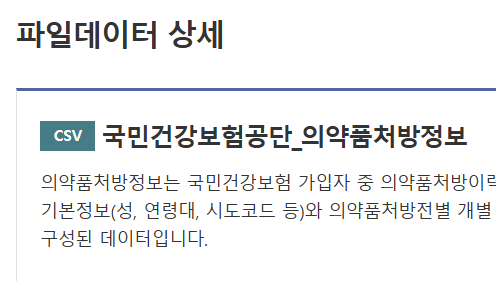 파일데이터 상세
CSV 국민건강보험공단_의약품처방정보
의약품처방정보는 국민건강보험 가입자 중 의약품처방이력
기본정보(성, 연령대, 시도코드 등)와 의약품처방전별 개별
구성된 데이터입니다.